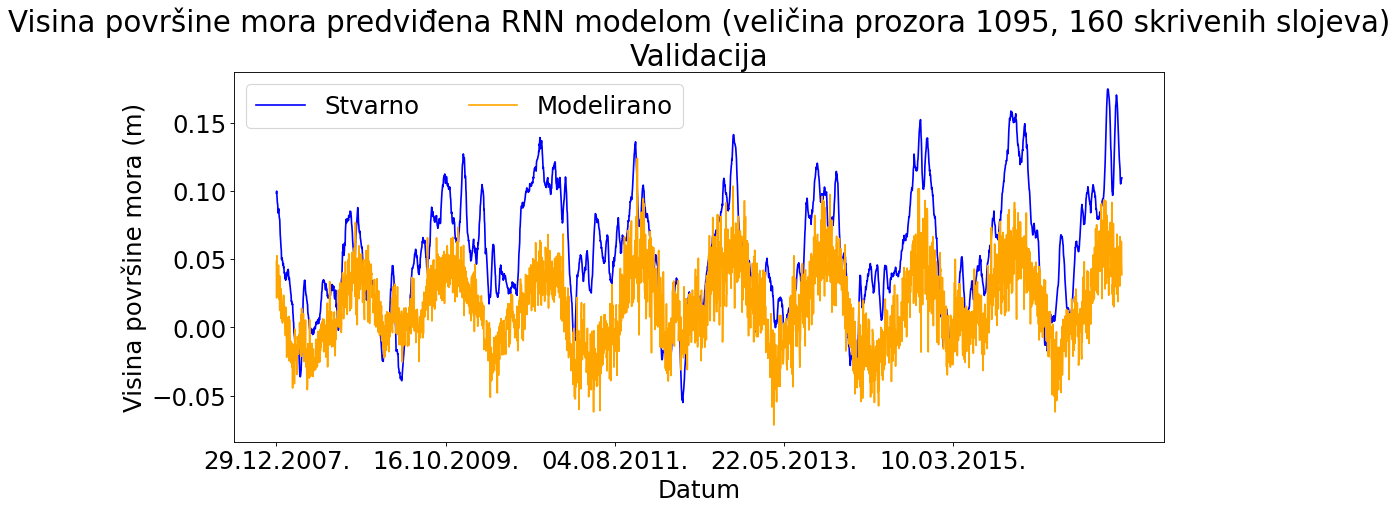 Visina površine mora predviđena RNN modelom (veličina prozora 1095, 160 skrivenih slojeva)
Validacija
Stvarno
Modelirano
Visina površine mora (m)
0.15
0.10
0.05
0.00
−0.05
29.12.2007.
16.10.2009.
04.08.2011.
22.05.2013.
10.03.2015.
Datum